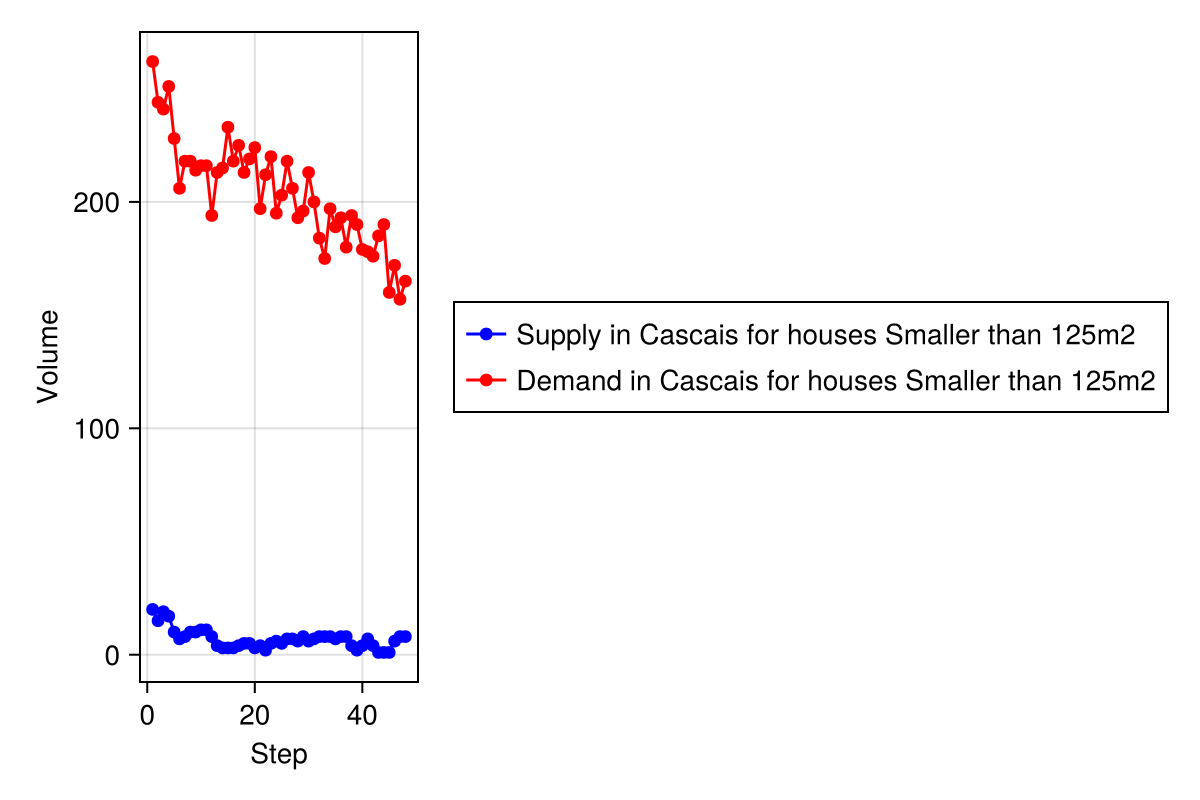 Volume
200
100
0
0 20 40
Step
Supply in Cascais for houses Smaller than 125m2
Demand in Cascais for houses Smaller than 125m2